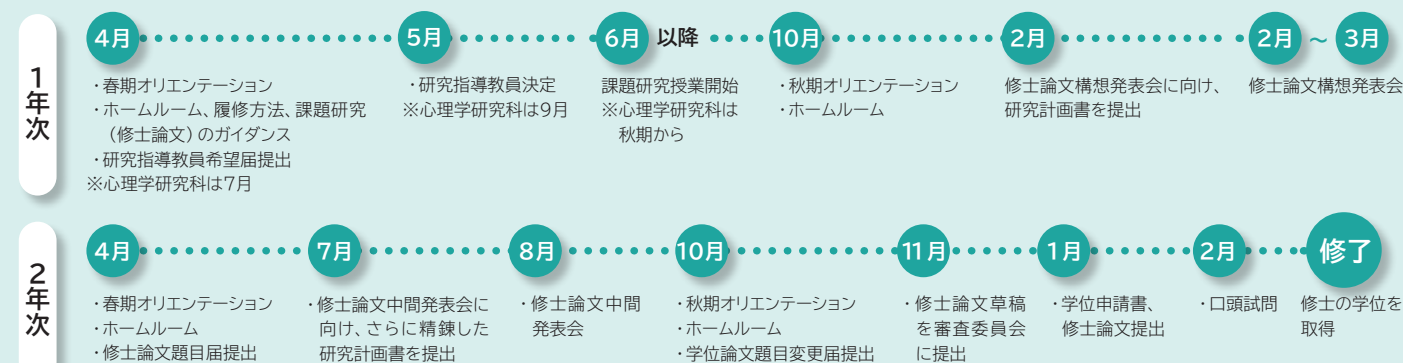 1年次
4月
・春期オリエンテーション
・ホームルーム、履修方法、課題研究
（修士論文）のガイダンス
・研究指導教員希望届提出
※心理学研究科は7月
5月
・研究指導教員決定
※心理学研究科は9月
6月 以降
課題研究授業開始
※心理学研究科は
秋期から
10月
・秋期オリエンテーション
・ホームルーム
2月
修士論文構想発表会に向け、
研究計画書を提出
2月 ～ 3月
修士論文構想発表会
2年次
4月
・春期オリエンテーション
・ホームルーム
・修士論文題目届提出
7月
・修士論文中間発表会に
向け、さらに精錬した
研究計画書を提出
8月
・修士論文中間
発表会
10月
・秋期オリエンテーション
・ホームルーム
・学位論文題目変更届提出
11月
・修士論文草稿
を審査委員会
に提出
1月
・学位申請書、
修士論文提出
2月
・口頭試問
修了
修士の学位を
取得